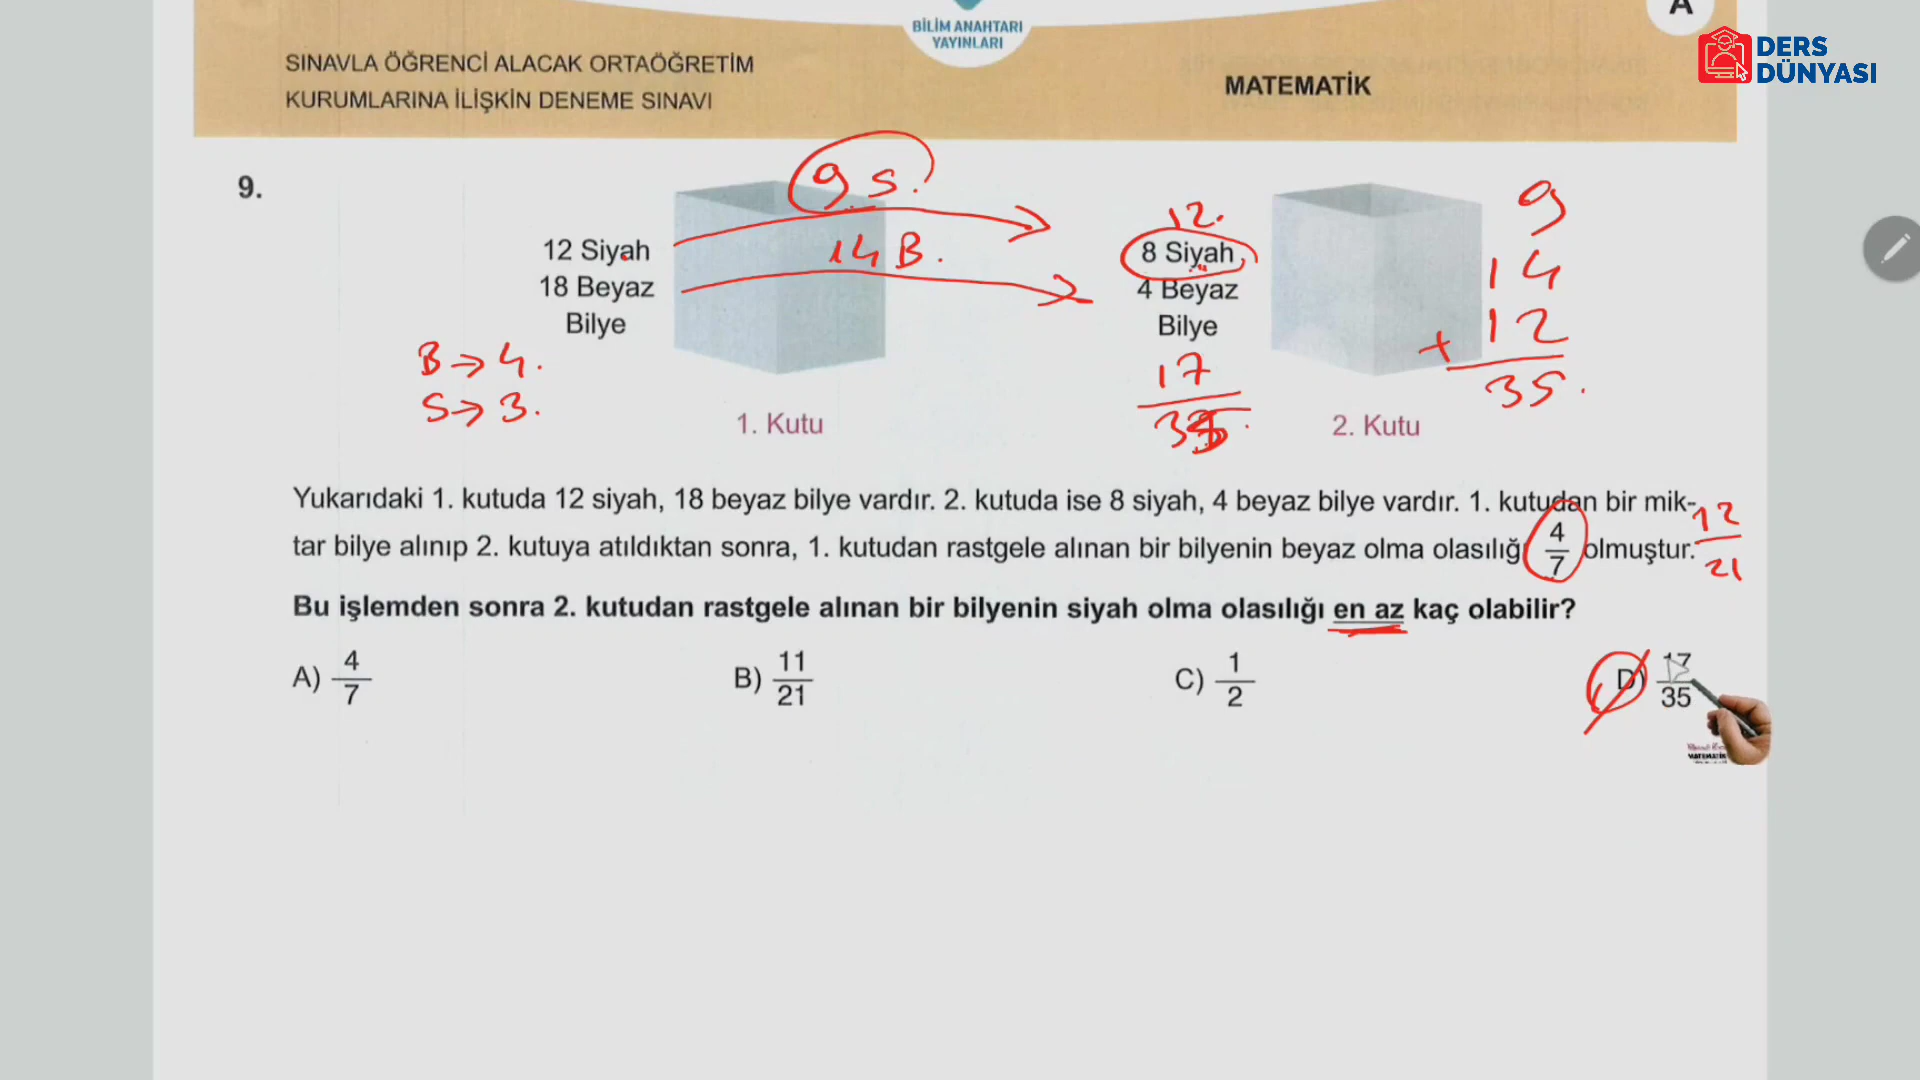 A
BİLİM ANAHTARI
YAYINLARI
DERS
DÜNYASI
SINAVLA ÖĞRENCİ ALACAK ORTAÖĞRETİM
KURUMLARINA İLİŞKİN DENEME SINAVI
MATEMATİK
9.
9 S.
14 B.
12 Siyah
18 Beyaz
Bilye
B → 4.
S → 3.
1. Kutu
12.
8 Siyah
4 Beyaz
Bilye
17
35.
2. Kutu
9
14
+ 12
35.
Yukarıdaki 1. kutuda 12 siyah, 18 beyaz bilye vardır. 2. kutuda ise 8 siyah, 4 beyaz bilye vardır. 1. kutudan bir mik-
tar bilye alınıp 2. kutuya atıldıktan sonra, 1. kutudan rastgele alınan bir bilyenin beyaz olma olasılığı 4/7 olmuştur.
12/21
Bu işlemden sonra 2. kutudan rastgele alınan bir bilyenin siyah olma olasılığı en az kaç olabilir?
A) 4/7 B) 11/21 C) 1/2 D) 17/35
MATEMATİK